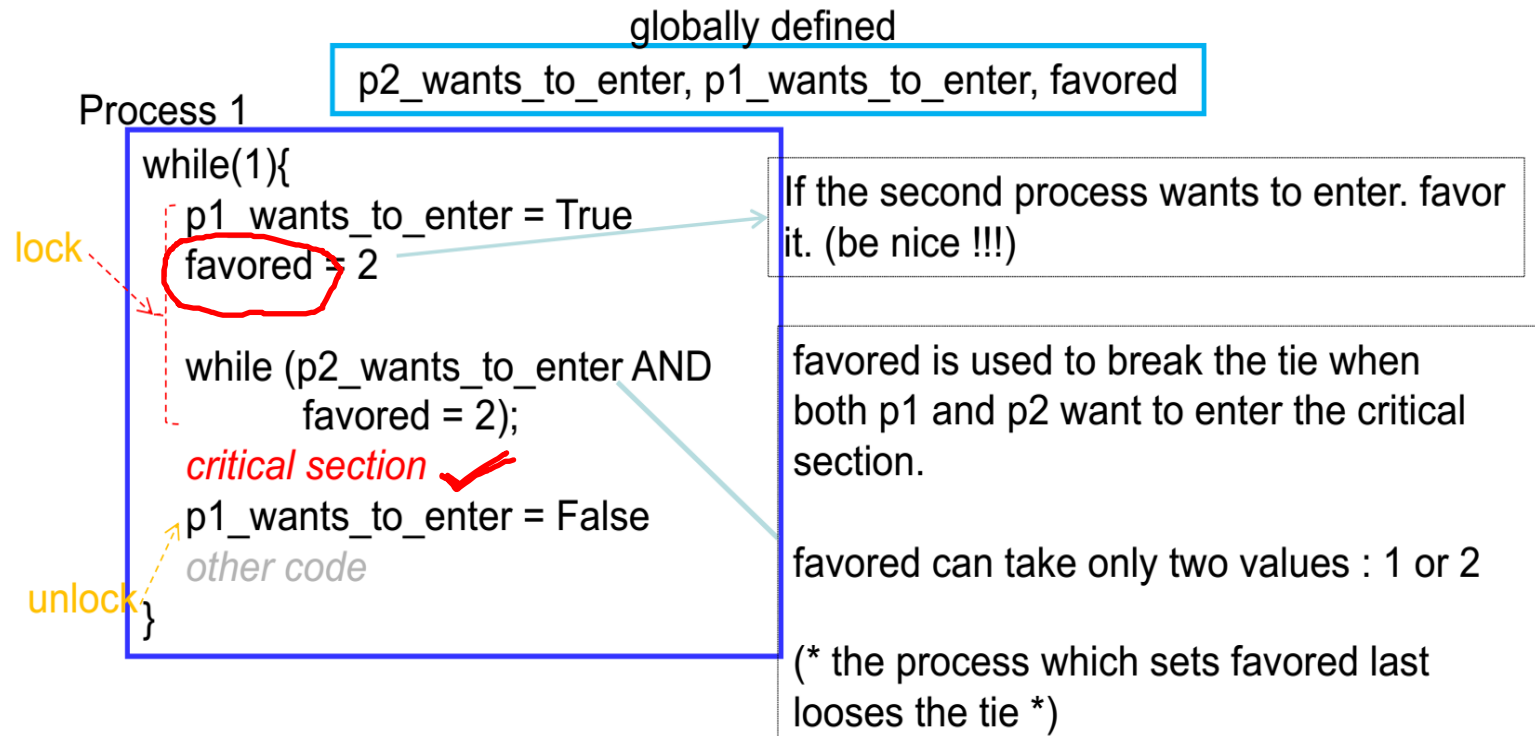 globally defined
p2_wants_to_enter, p1_wants_to_enter, favored
Process 1
while(1){
p1_wants_to_enter = True
favored = 2
while (p2_wants_to_enter AND
favored = 2);
critical section
p1_wants_to_enter = False
other code
}
lock
unlock
If the second process wants to enter. favor
it. (be nice !!!)
favored is used to break the tie when
both p1 and p2 want to enter the critical
section.
favored can take only two values : 1 or 2
(* the process which sets favored last
looses the tie *)